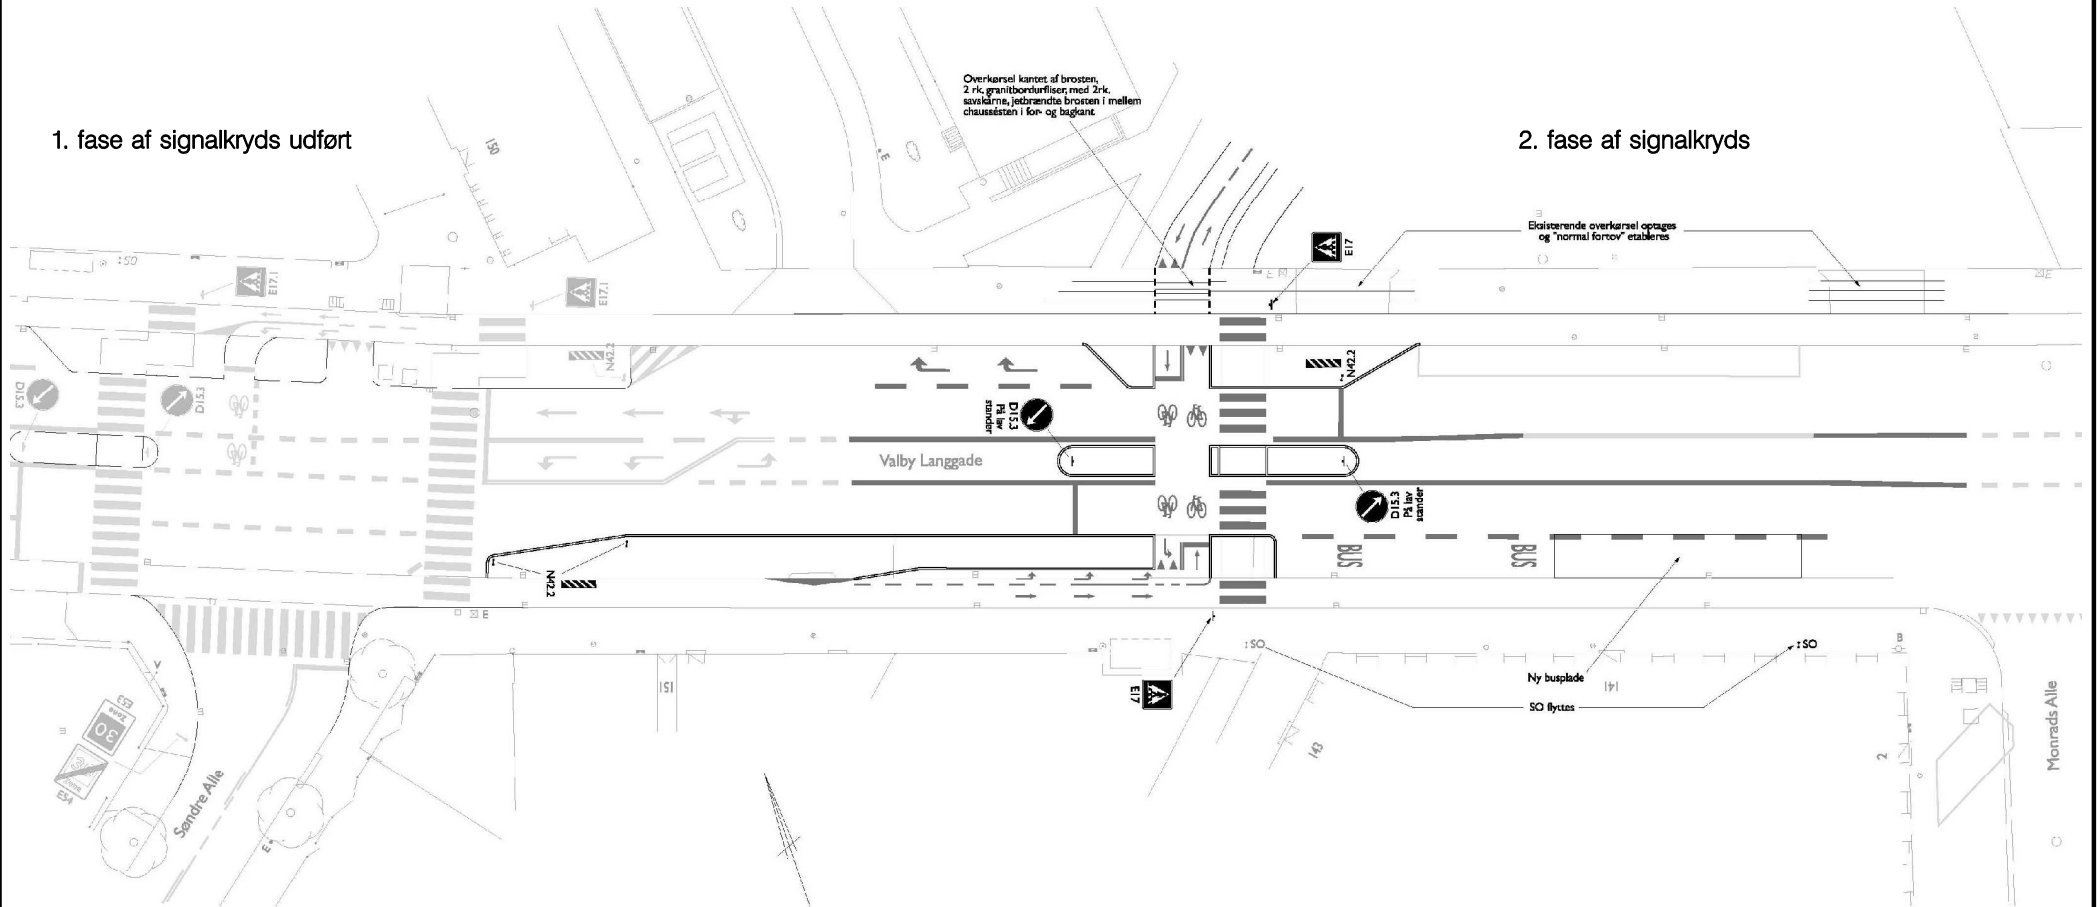 Overkørsel kantet af brosten,
2 rk. granitbordurfliser, med 2rk.
savskårne, jetbrændte brosten i mellem
chaussésten i for- og bagkant
1. fase af signalkryds udført
2. fase af signalkryds
150
E
Eksisterende overkørsel optages
og "normal fortov" etableres
E17
:SO
E17.1
E17.1
E
E
N42.2
N42.2
D15.3
D15.3
D15.3
På lav
stander
Valby Langgade
D15.3
På lav
stander
BUS
BUS
N42.2
E
:SO
:SO
B
V
E17
151
Ny busplade
141
SO flyttes
143
2
Monrads Alle
E53
Zone
30
E54
Søndre Alle
E